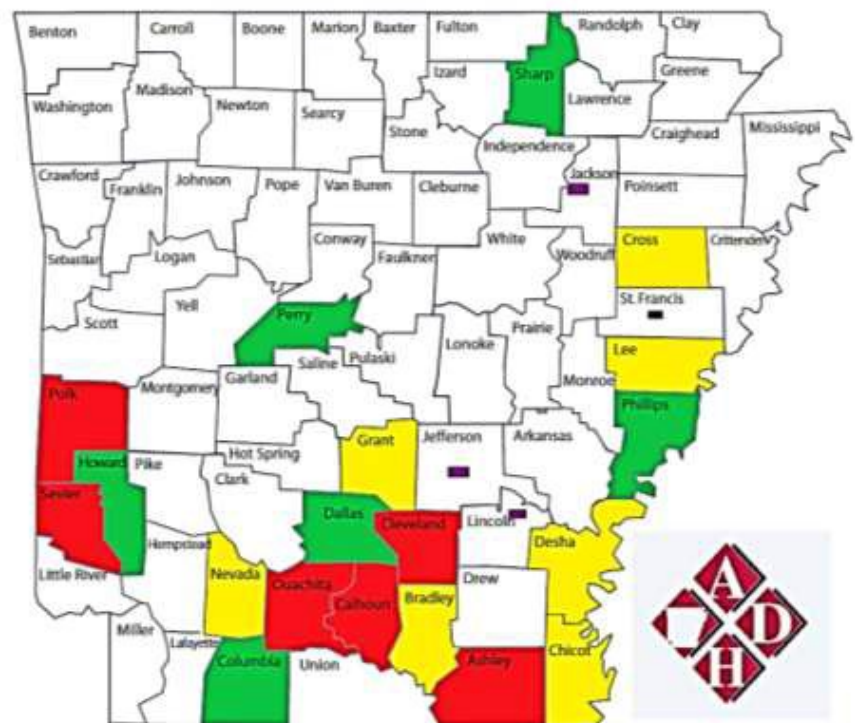 Benton
Carroll
Boone
Marion
Baxter
Fulton
Randolph
Clay
Sharp
Izard
Greene
Washington
Madison
Newton
Searcy
Stone
Lawrence
Independence
Craighead
Mississippi
Crawford
Franklin
Johnson
Pope
Van Buren
Cleburne
Jackson
Poinsett
Sebastian
Logan
Conway
Faulkner
White
Woodruff
Cross
Crittenden
Scott
Yell
Perry
Saline
Pulaski
Lonoke
Prairie
St. Francis
Lee
Monroe
Polk
Montgomery
Garland
Phillips
Howard
Pike
Hot Spring
Clark
Grant
Jefferson
Arkansas
Sevier
Dallas
Cleveland
Lincoln
Desha
Little River
Hempstead
Nevada
Ouachita
Calhoun
Bradley
Drew
Miller
Lafayette
Columbia
Union
Ashley
Chicot
A
D
H